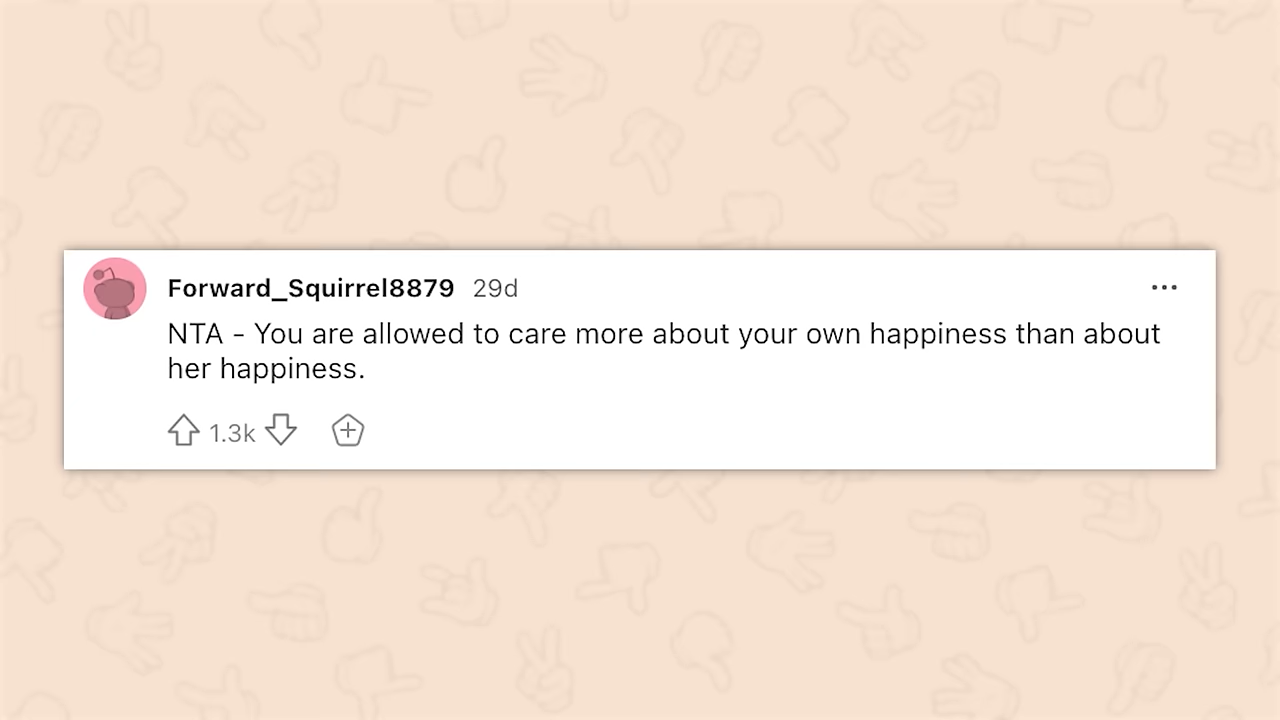 Forward_Squirrel8879 29d
NTA – You are allowed to care more about your own happiness than about
her happiness.
1.3k